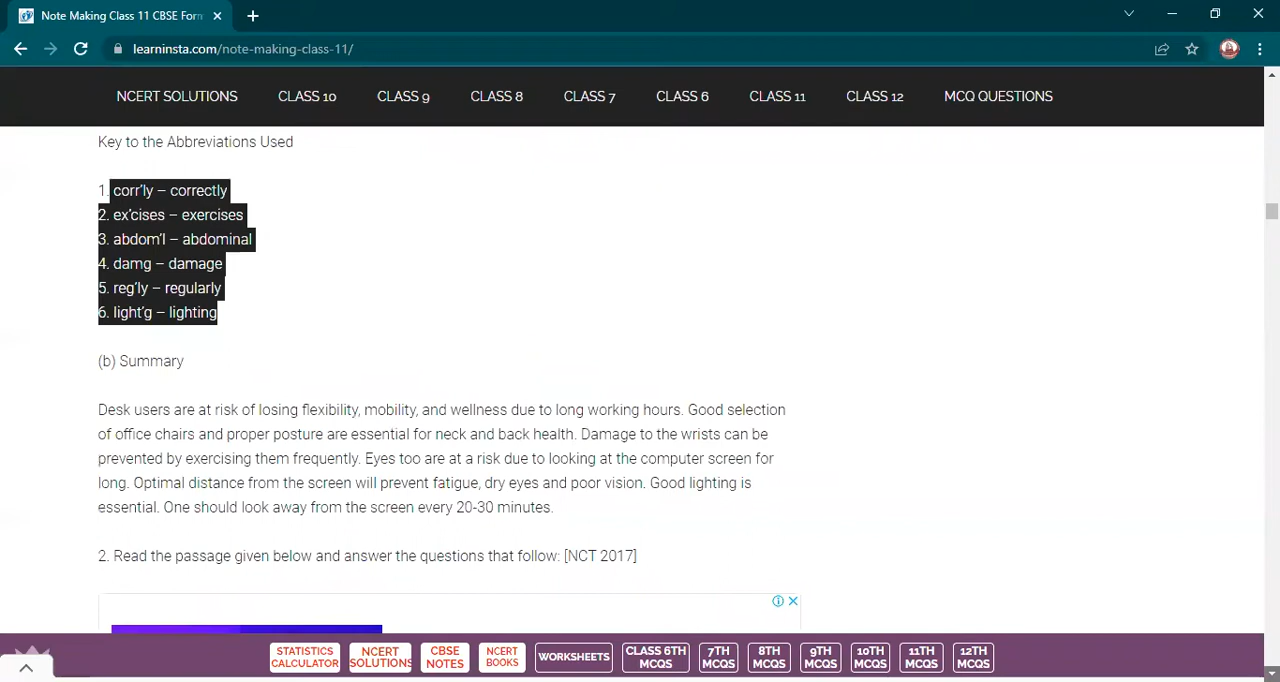 Note Making Class 11 CBSE Form
learninsta.com/note-making-class-11/
NCERT SOLUTIONS CLASS 10 CLASS 9 CLASS 8 CLASS 7 CLASS 6 CLASS 11 CLASS 12 MCQ QUESTIONS
Key to the Abbreviations Used
1. corr'ly – correctly
2. ex'cises – exercises
3. abdom'l – abdominal
4. damg – damage
5. reg'ly – regularly
6. light'g – lighting
(b) Summary
Desk users are at risk of losing flexibility, mobility, and wellness due to long working hours. Good selection
of office chairs and proper posture are essential for neck and back health. Damage to the wrists can be
prevented by exercising them frequently. Eyes too are at a risk due to looking at the computer screen for
long. Optimal distance from the screen will prevent fatigue, dry eyes and poor vision. Good lighting is
essential. One should look away from the screen every 20-30 minutes.
2. Read the passage given below and answer the questions that follow: [NCT 2017]
STATISTICS CALCULATOR
NCERT SOLUTIONS
CBSE NOTES
NCERT BOOKS
WORKSHEETS
CLASS 6TH MCQS
7TH MCQS
8TH MCQS
9TH MCQS
10TH MCQS
11TH MCQS
12TH MCQS